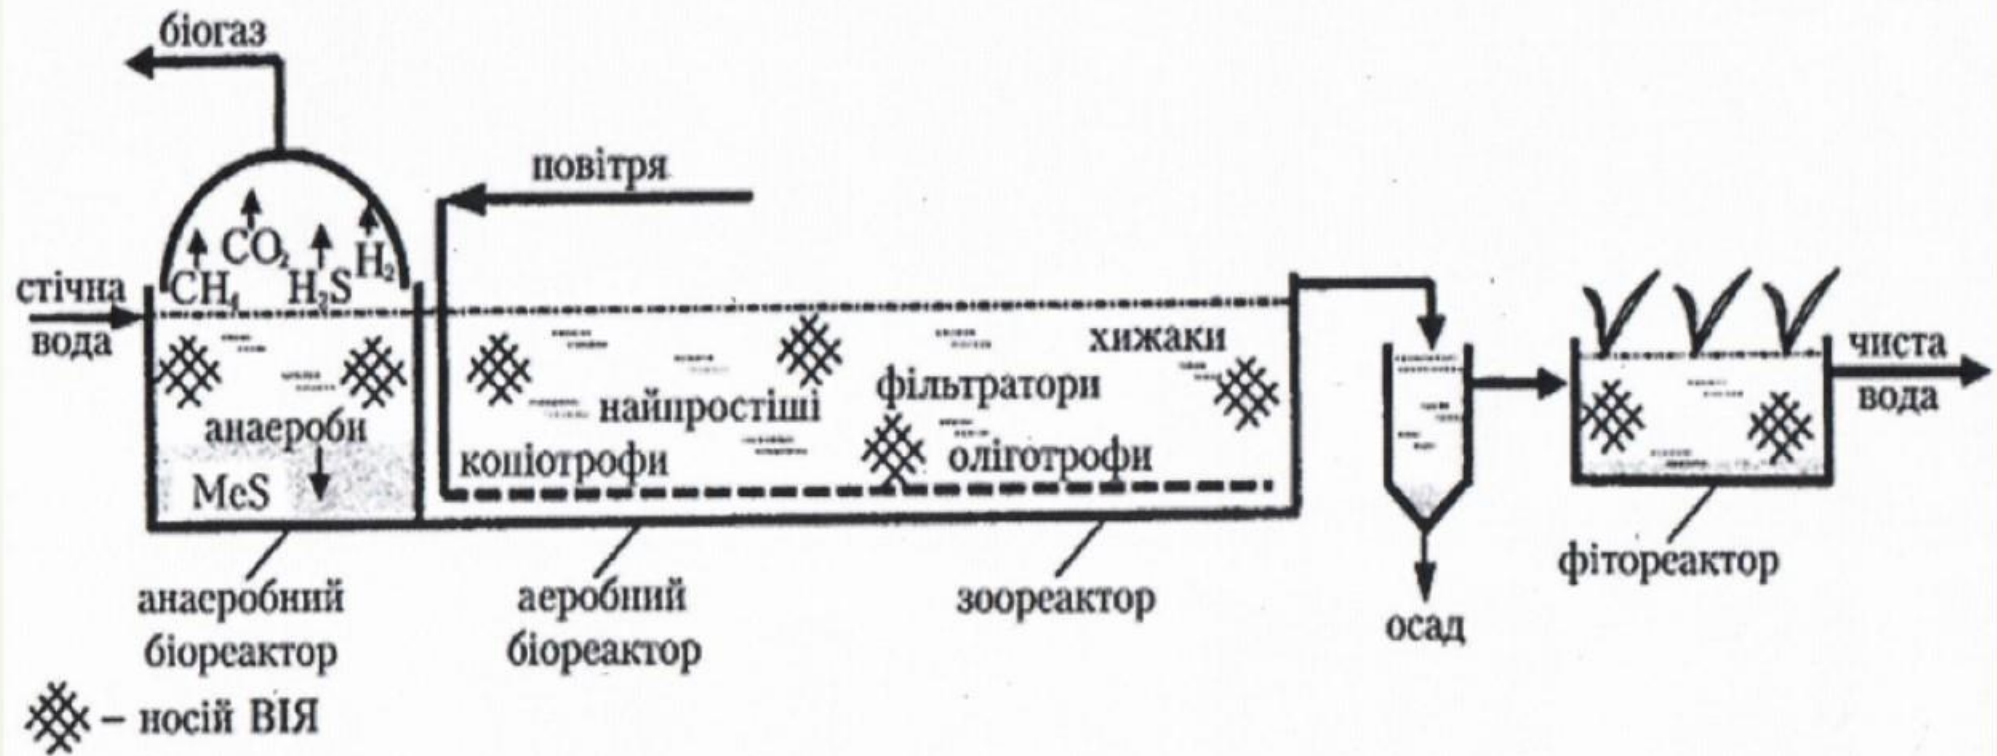 біогаз
повітря
CO₂
H₂
CH₄
H₂S
стічна
вода
хижаки
чиста
вода
фільтратори
найпростіші
анаероби
копіотрофи
оліготрофи
MeS
фітореактор
анаеробний
біореактор
аеробний
біореактор
зоореактор
осад
– носій ВІЯ